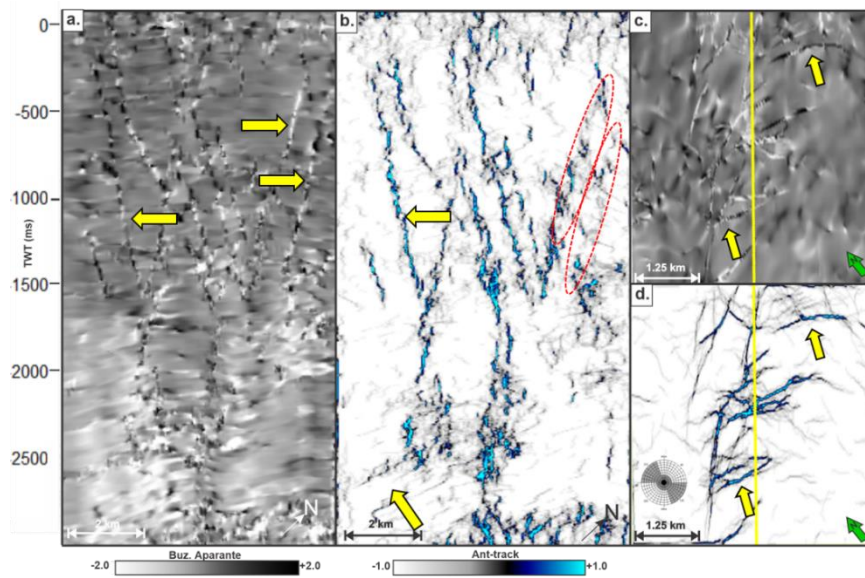 a.
b.
c.
0
-500
1000
1500
2000
2500
TWT (ms)
N
2 km
N
1.25 km
d.
1.25 km
Buz. Aparante
-2.0
+2.0
Ant-track
-1.0
+1.0